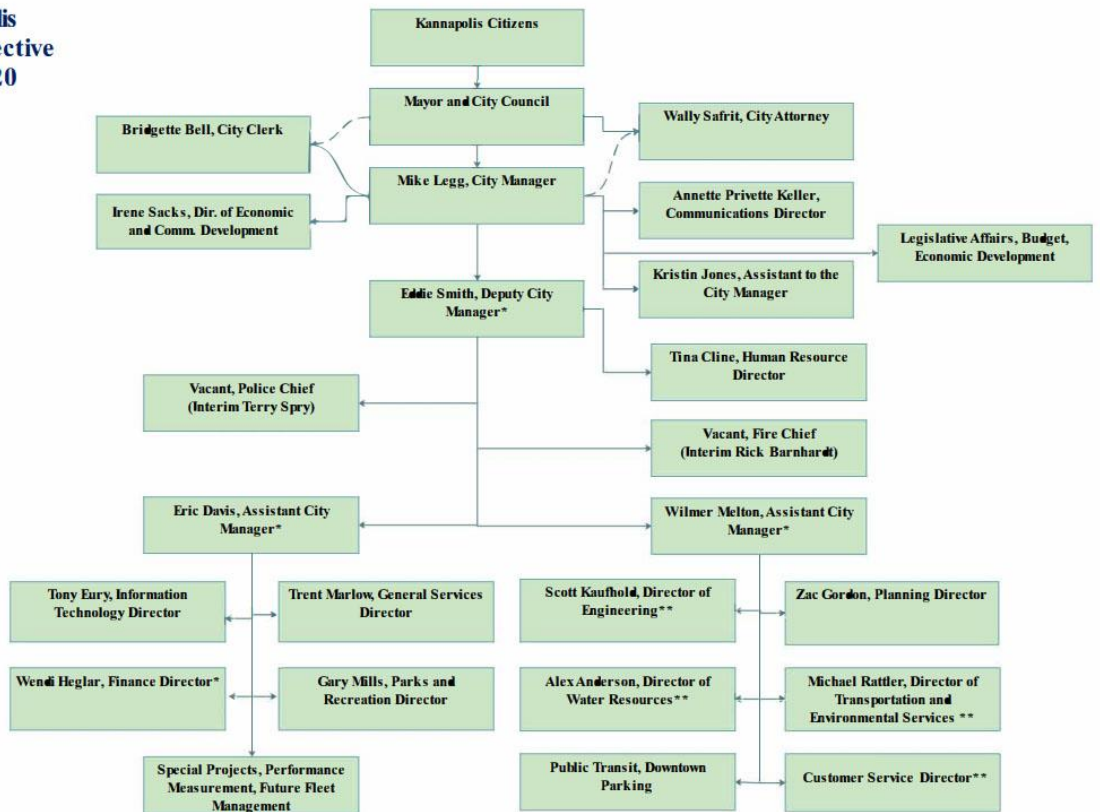 lis
ective
20
Kannapolis Citizens
Mayor and City Council
Bridgette Bell, City Clerk
Wally Safrit, City Attorney
Mike Legg, City Manager
Irene Sacks, Dir. of Economic
and Comm. Development
Annette Privette Keller,
Communications Director
Legislative Affairs, Budget,
Economic Development
Kristin Jones, Assistant to the
City Manager
Eddie Smith, Deputy City
Manager*
Tina Cline, Human Resource
Director
Vacant, Police Chief
(Interim Terry Spry)
Vacant, Fire Chief
(Interim Rick Barnhardt)
Eric Davis, Assistant City
Manager*
Wilmer Melton, Assistant City
Manager*
Tony Eury, Information
Technology Director
Trent Marlow, General Services
Director
Scott Kaufhold, Director of
Engineering**
Zac Gordon, Planning Director
Wendi Heglar, Finance Director*
Gary Mills, Parks and
Recreation Director
Alex Anderson, Director of
Water Resources**
Michael Rattler, Director of
Transportation and
Environmental Services **
Special Projects, Performance
Measurement, Future Fleet
Management
Public Transit, Downtown
Parking
Customer Service Director**